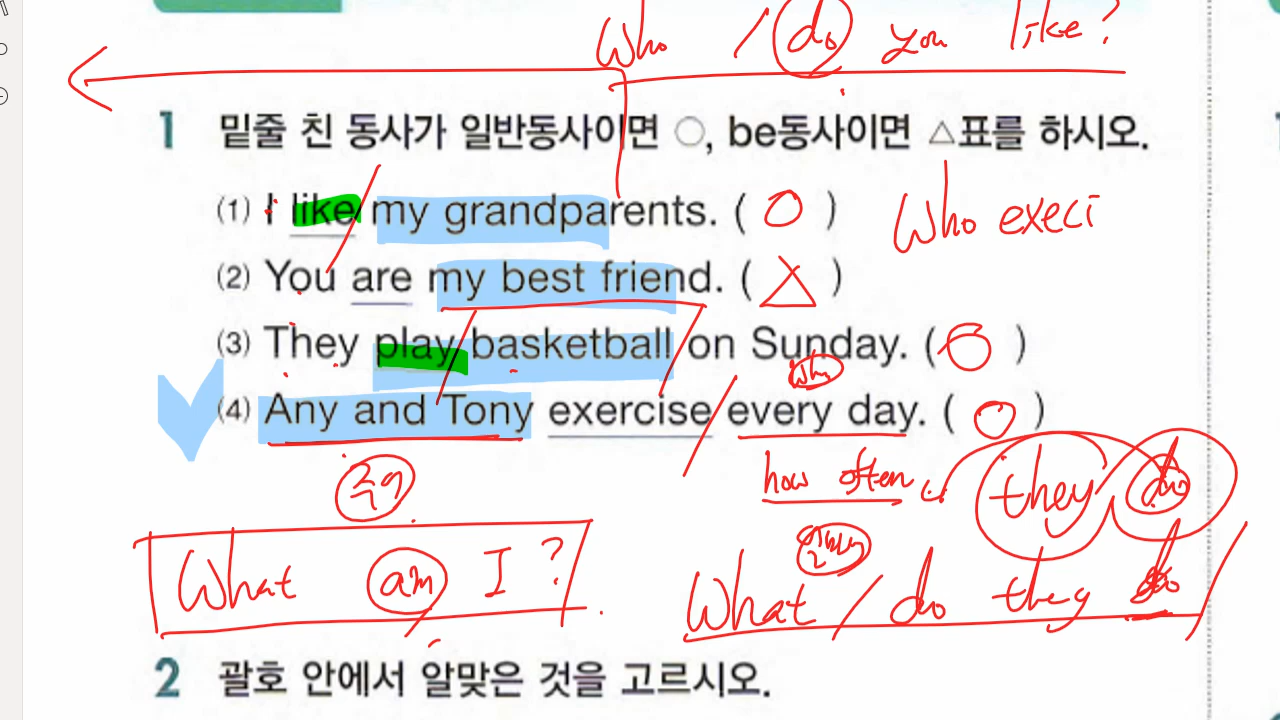 Who / do you like?
1 밑줄 친 동사가 일반동사이면 ○, be동사이면 △표를 하시오.
(1) I like my grandparents. ( O )
Who execi
(2) You are my best friend. ( △ )
(3) They play basketball on Sunday. ( O )
(4) Any and Tony exercise every day. ( O )
how often
they do
주어
What am I?
What / do they do
2 괄호 안에서 알맞은 것을 고르시오.